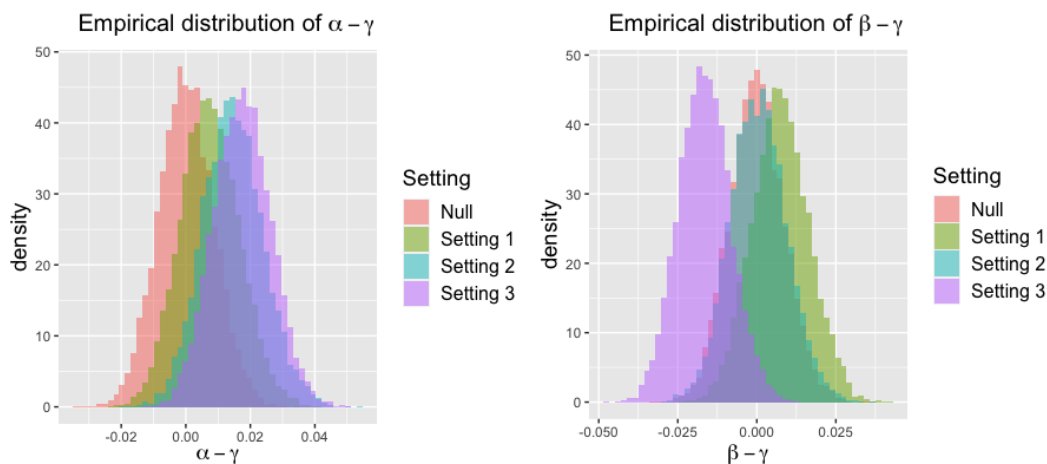 Empirical distribution of α − γ
50
40
30
20
10
0
density
-0.02
0.00
0.02
0.04
α − γ
Setting
Null
Setting 1
Setting 2
Setting 3
Empirical distribution of β − γ
50
40
30
20
10
0
density
-0.050
-0.025
0.000
0.025
β − γ
Setting
Null
Setting 1
Setting 2
Setting 3